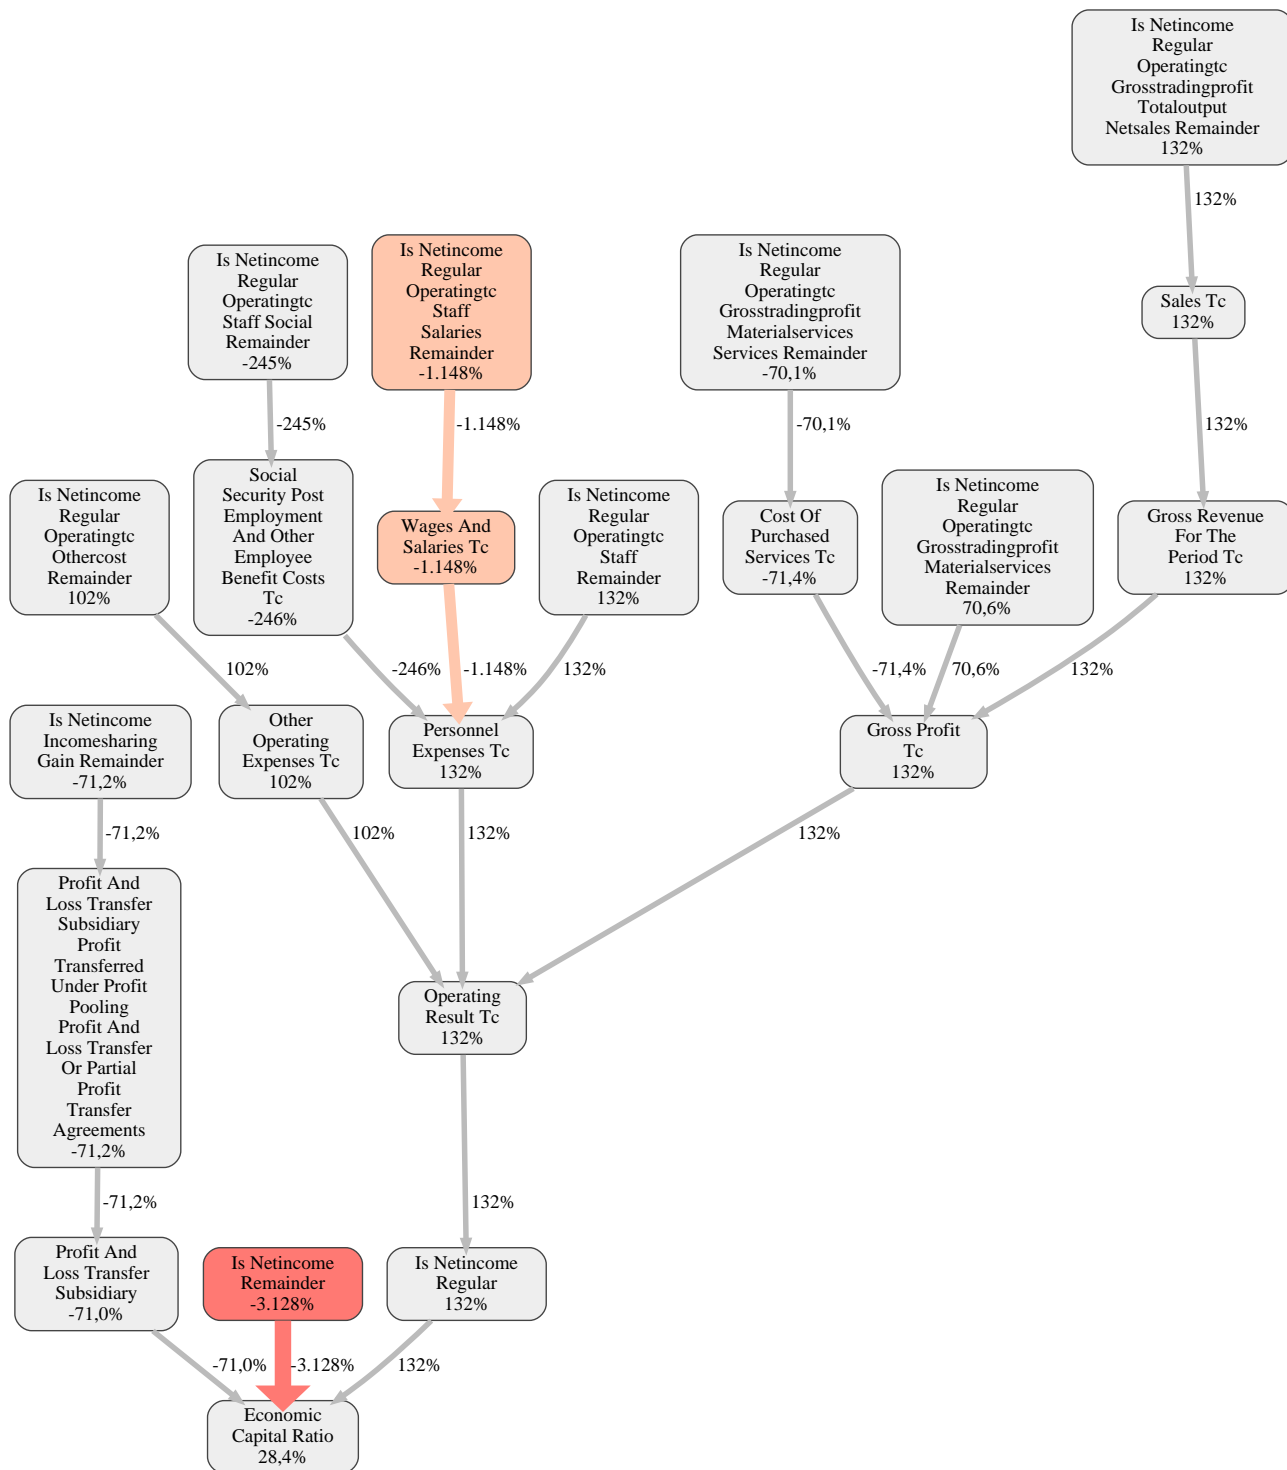 Is Netincome
Regular
Operatingtc
Grosstradingprofit
Totaloutput
Netsales Remainder
132%
132%
Is Netincome
Regular
Operatingtc
Staff Social
Remainder
-245%
Is Netincome
Regular
Operatingtc
Staff
Salaries
Remainder
-1.148%
Is Netincome
Regular
Operatingtc
Grosstradingprofit
Materialservices
Services Remainder
-70,1%
Sales Tc
132%
-245%
-1.148%
-70,1%
132%
Is Netincome
Regular
Operatingtc
Othercost
Remainder
102%
Social
Security Post
Employment
And Other
Employee
Benefit Costs
Tc
-246%
Wages And
Salaries Tc
-1.148%
Is Netincome
Regular
Operatingtc
Staff
Remainder
132%
Cost Of
Purchased
Services Tc
-71,4%
Is Netincome
Regular
Operatingtc
Grosstradingprofit
Materialservices
Remainder
70,6%
Gross Revenue
For The
Period Tc
132%
102%
-246%
-1.148%
132%
-71,4%
70,6%
132%
Is Netincome
Incomesharing
Gain Remainder
-71,2%
Other
Operating
Expenses Tc
102%
Personnel
Expenses Tc
132%
Gross Profit
Tc
132%
-71,2%
102%
132%
132%
Profit And
Loss Transfer
Subsidiary
Profit
Transferred
Under Profit
Pooling
Profit And
Loss Transfer
Or Partial
Profit
Transfer
Agreements
-71,2%
Operating
Result Tc
132%
-71,2%
132%
Profit And
Loss Transfer
Subsidiary
-71,0%
Is Netincome
Remainder
-3.128%
Is Netincome
Regular
132%
-71,0%
-3.128%
132%
Economic
Capital Ratio
28,4%